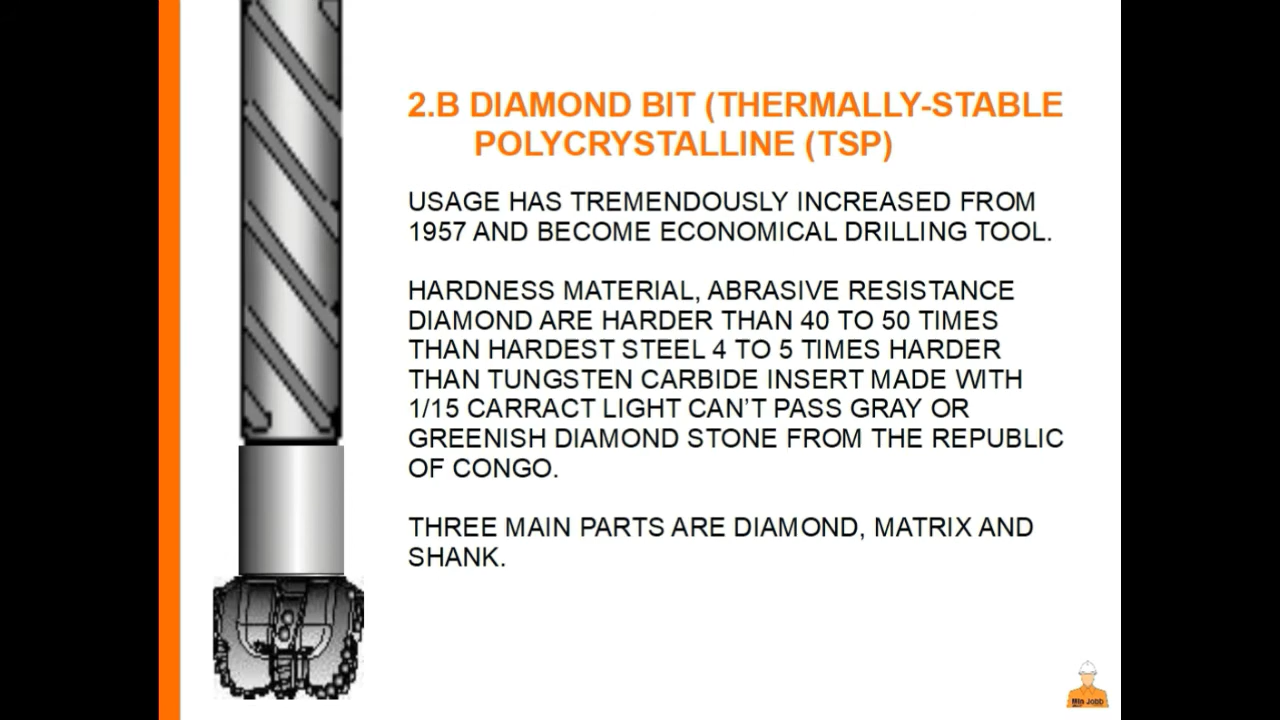 2.B DIAMOND BIT (THERMALLY-STABLE
POLYCRYSTALLINE (TSP)
USAGE HAS TREMENDOUSLY INCREASED FROM
1957 AND BECOME ECONOMICAL DRILLING TOOL.
HARDNESS MATERIAL, ABRASIVE RESISTANCE
DIAMOND ARE HARDER THAN 40 TO 50 TIMES
THAN HARDEST STEEL 4 TO 5 TIMES HARDER
THAN TUNGSTEN CARBIDE INSERT MADE WITH
1/15 CARRACT LIGHT CAN’T PASS GRAY OR
GREENISH DIAMOND STONE FROM THE REPUBLIC
OF CONGO.
THREE MAIN PARTS ARE DIAMOND, MATRIX AND
SHANK.